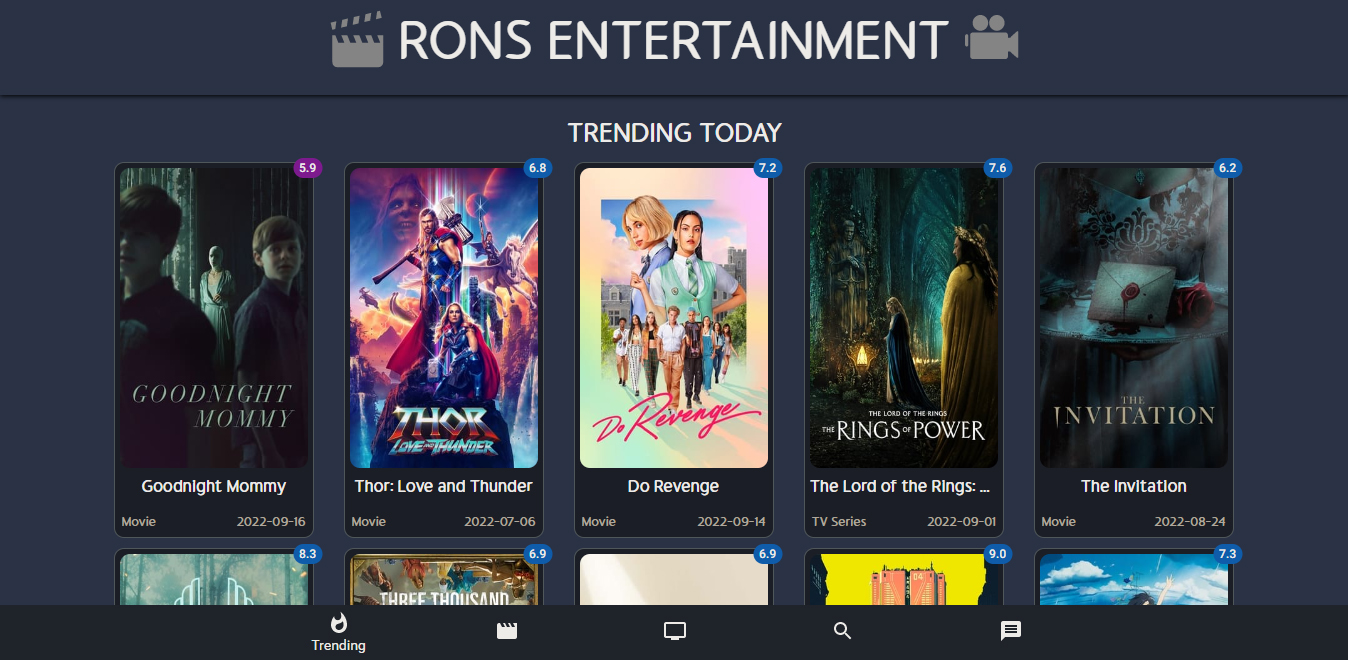 RONS ENTERTAINMENT
TRENDING TODAY
5.9
6.8
7.2
7.6
6.2
GOODNIGHT
MOMMY
THOR
LOVE AND THUNDER
Do Revenge
THE LORD OF THE RINGS
THE RINGS OF POWER
THE
INVITATION
Goodnight Mommy
Thor: Love and Thunder
Do Revenge
The Lord of the Rings: ...
The Invitation
Movie
2022-09-16
Movie
2022-07-06
Movie
2022-09-14
TV Series
2022-09-01
Movie
2022-08-24
8.3
6.9
6.9
9.0
7.3
THREE THOUSAND
04
Trending